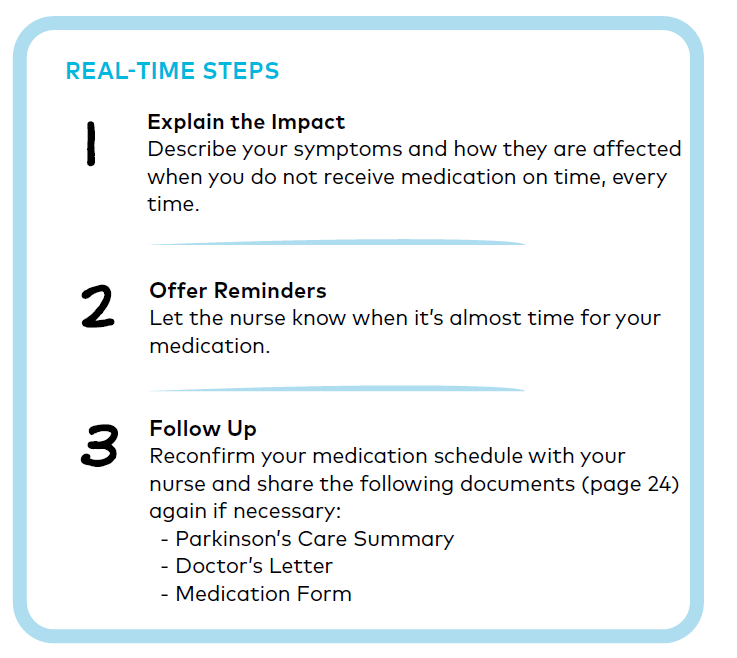 REAL-TIME STEPS
1
Explain the Impact
Describe your symptoms and how they are affected
when you do not receive medication on time, every
time.
2
Offer Reminders
Let the nurse know when it’s almost time for your
medication.
3
Follow Up
Reconfirm your medication schedule with your
nurse and share the following documents (page 24)
again if necessary:
- Parkinson’s Care Summary
- Doctor’s Letter
- Medication Form